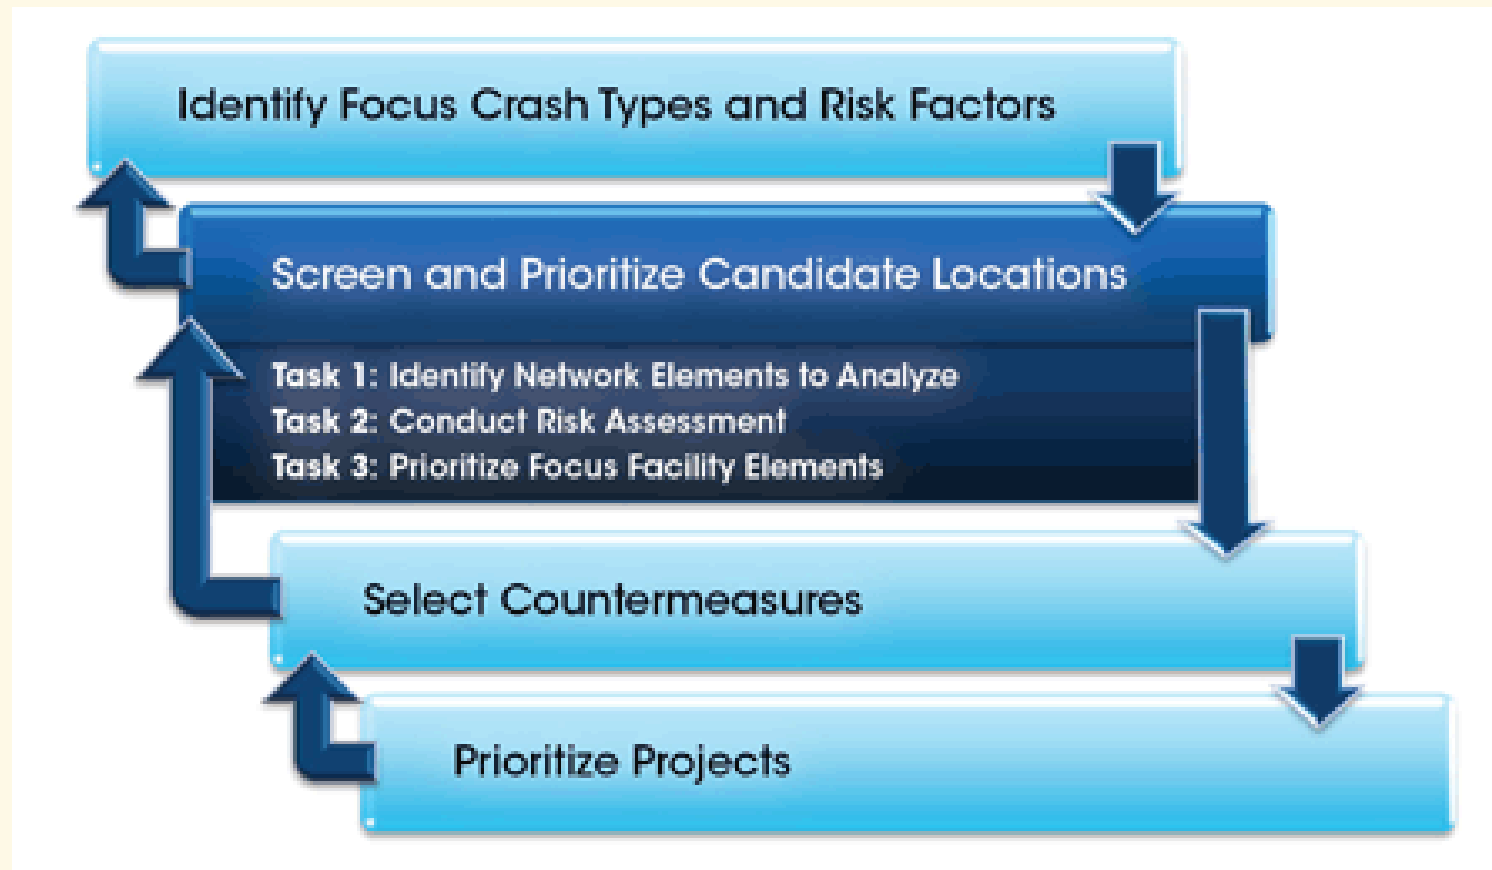 Identify Focus Crash Types and Risk Factors
Screen and Prioritize Candidate Locations
Task 1: Identify Network Elements to Analyze
Task 2: Conduct Risk Assessment
Task 3: Prioritize Focus Facility Elements
Select Countermeasures
Prioritize Projects